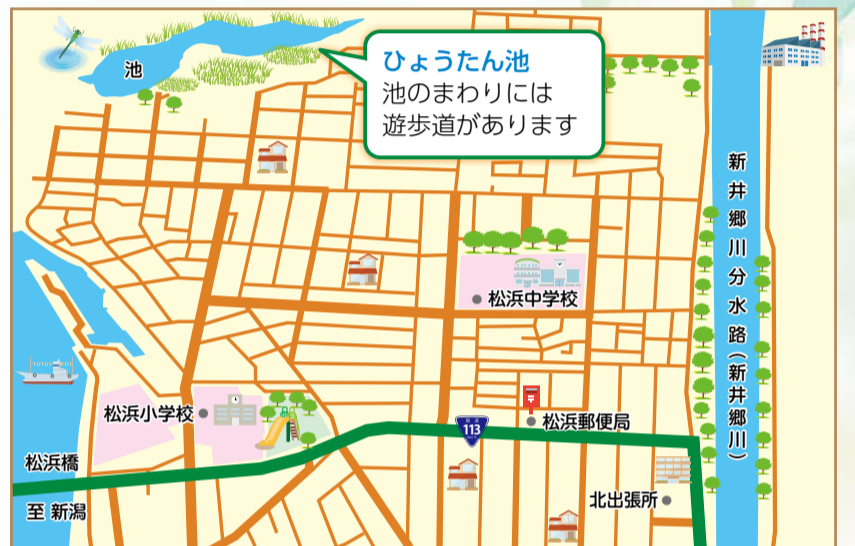 ひょうたん池
池のまわりには
遊歩道があります
池
新井郷川分水路(新井郷川)
松浜中学校
松浜小学校
113
松浜郵便局
松浜橋
北出張所
至 新潟